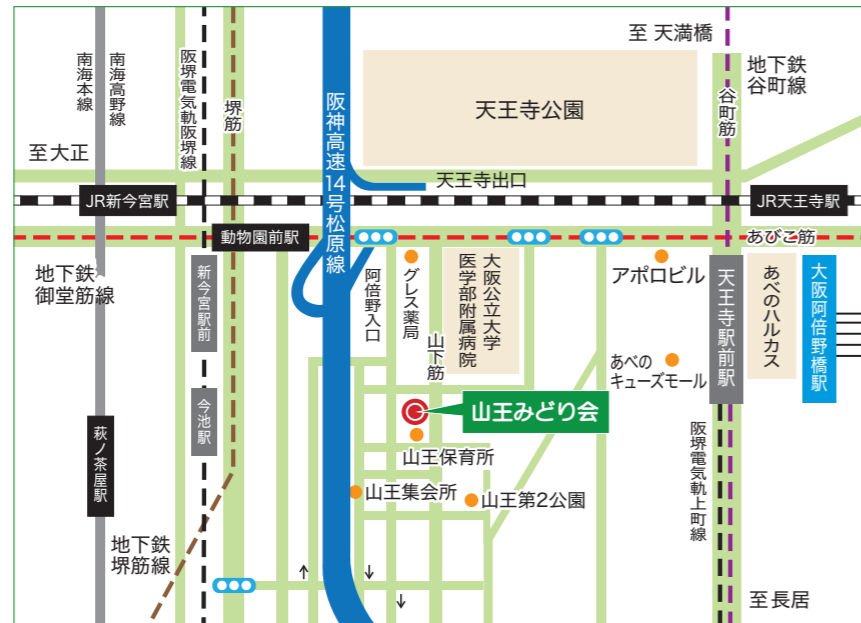 至 天満橋
地下鉄
谷町線
谷町筋
南海本線
南海高野線
阪堺電気軌阪堺線
堺筋
阪神高速14号松原線
天王寺公園
至大正
天王寺出口
JR新今宮駅
JR天王寺駅
動物園前駅
あびこ筋
地下鉄
御堂筋線
新今宮駅前
阿倍野入口
グレス薬局
山下筋
大阪公立大学
医学部附属病院
アポロビル
天王寺駅前駅
あべのハルカス
大阪阿倍野橋駅
あべの
キューズモール
今池駅
萩ノ茶屋駅
山王みどり会
山王保育所
山王集会所
山王第2公園
阪堺電気軌上町線
地下鉄
堺筋線
至長居